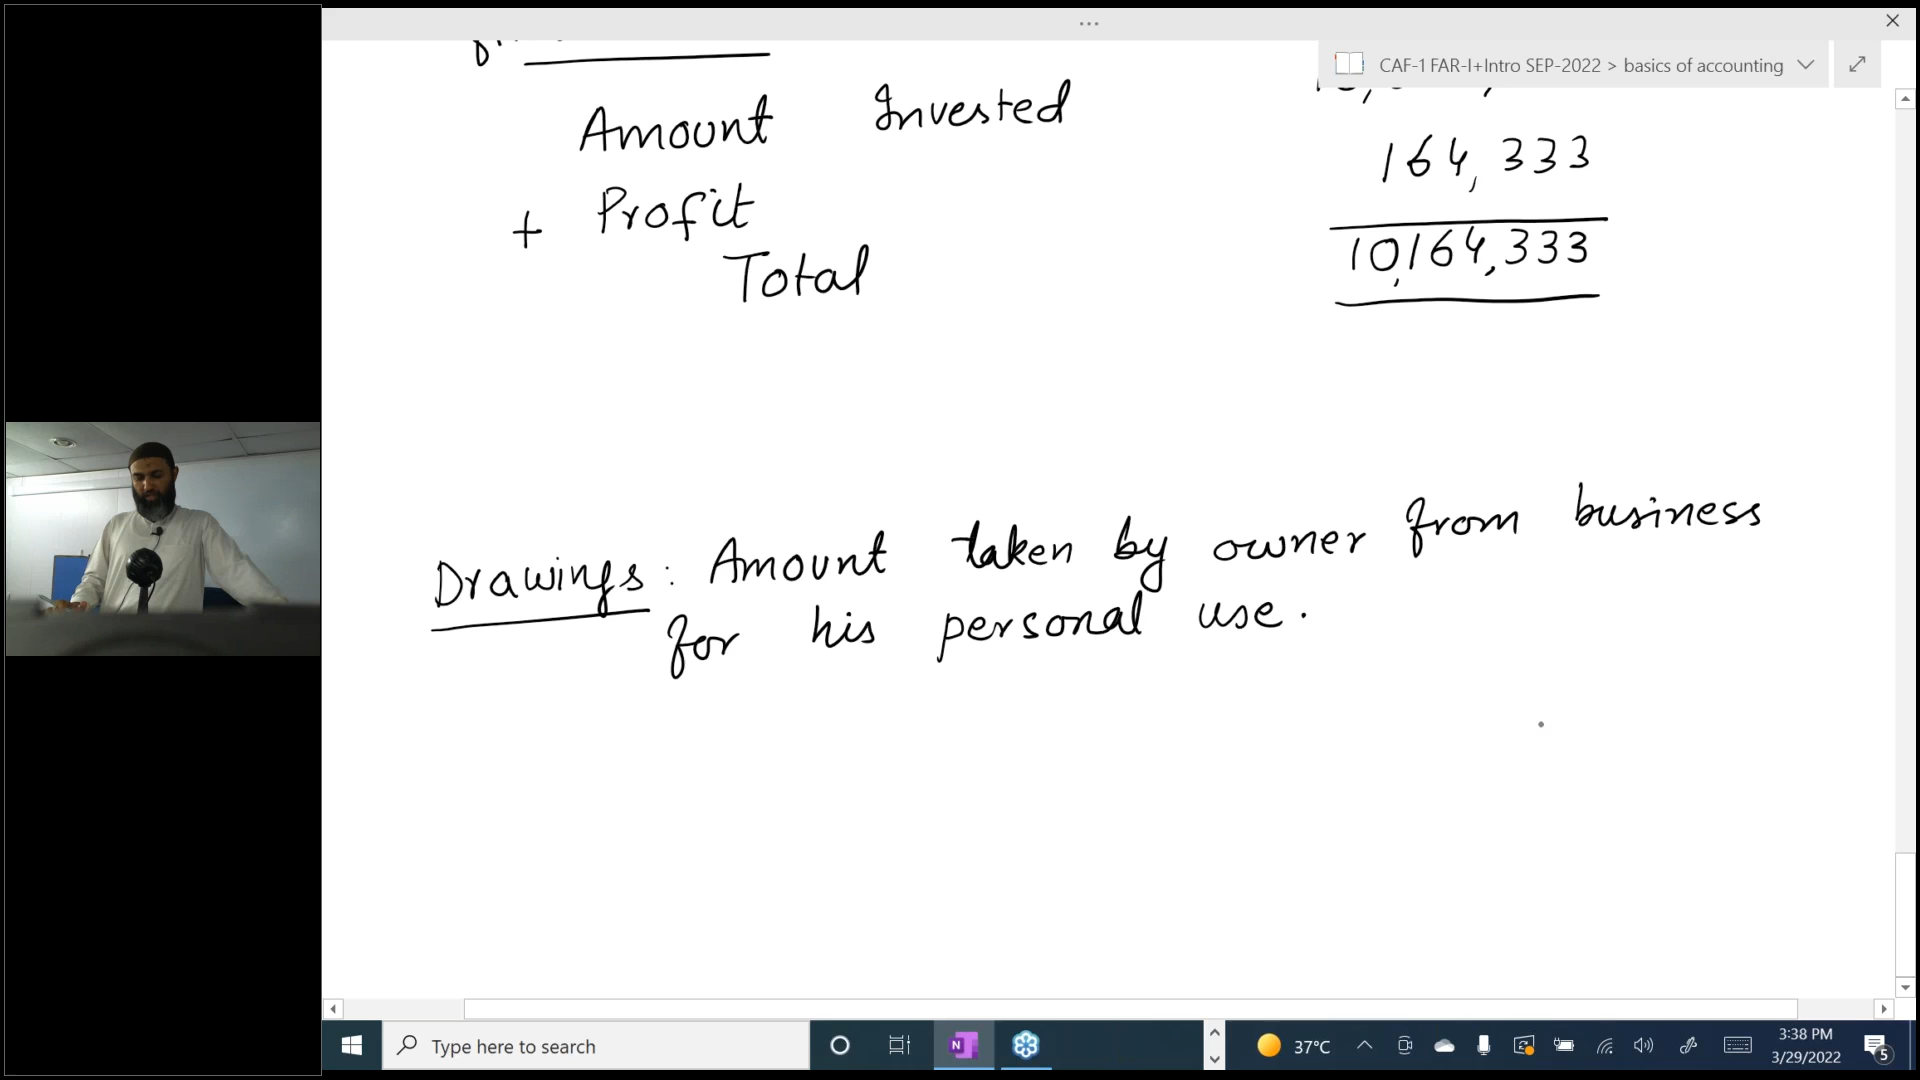 CAF-1 FAR-I+Intro SEP-2022 > basics of accounting
Amount Invested
164,333
+ Profit
Total 10,164,333
Drawings: Amount taken by owner from business
for his personal use.
Type here to search
N
37°C
3:38 PM
3/29/2022
5